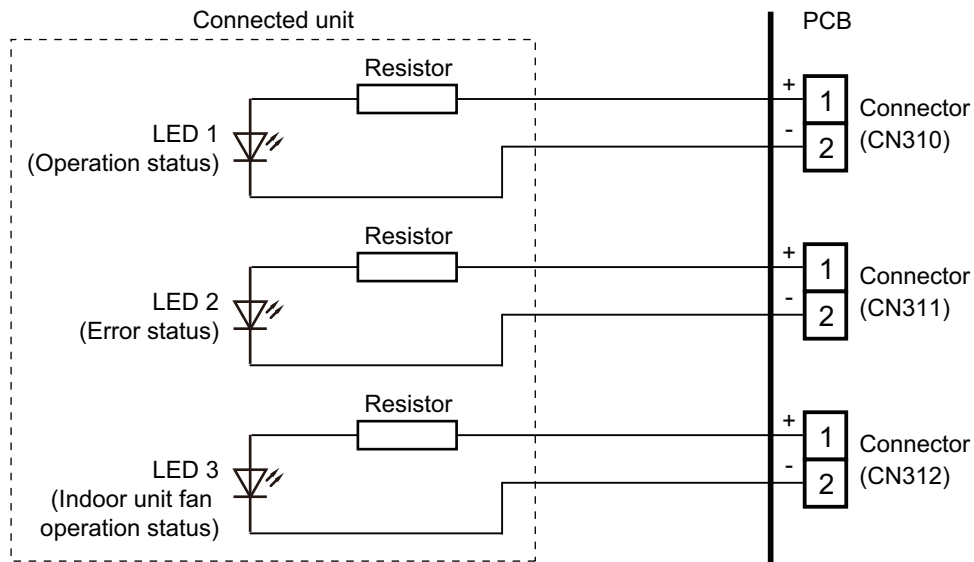 Connected unit
PCB
Resistor
LED 1
(Operation status)
+
-
1
2
Connector
(CN310)
Resistor
LED 2
(Error status)
+
-
1
2
Connector
(CN311)
Resistor
LED 3
(Indoor unit fan
operation status)
+
-
1
2
Connector
(CN312)